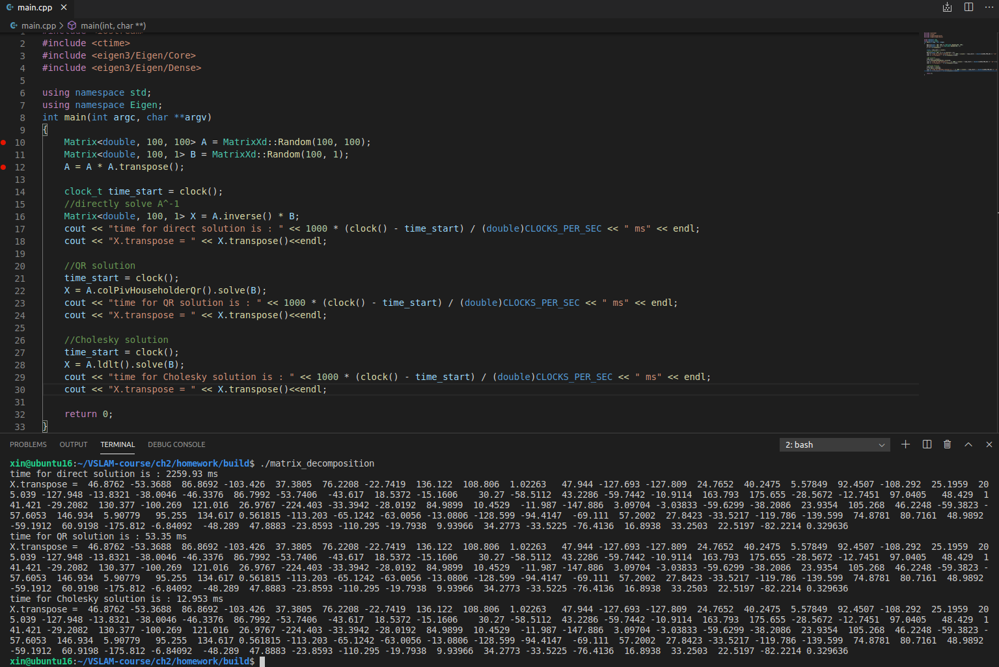 main.cpp
main.cpp > main(int, char **)
1 #include <iostream>
2 #include <ctime>
3 #include <eigen3/Eigen/Core>
4 #include <eigen3/Eigen/Dense>
5
6 using namespace std;
7 using namespace Eigen;
8 int main(int argc, char **argv)
9 {
10 Matrix<double, 100, 100> A = MatrixXd::Random(100, 100);
11 Matrix<double, 100, 1> B = MatrixXd::Random(100, 1);
12 A = A * A.transpose();
13
14 clock_t time_start = clock();
15 //directly solve A^-1
16 Matrix<double, 100, 1> X = A.inverse() * B;
17 cout << "time for direct solution is : " << 1000 * (clock() - time_start) / (double)CLOCKS_PER_SEC << " ms" << endl;
18 cout << "X.transpose = " << X.transpose()<<endl;
19
20 //QR solution
21 time_start = clock();
22 X = A.colPivHouseholderQr().solve(B);
23 cout << "time for QR solution is : " << 1000 * (clock() - time_start) / (double)CLOCKS_PER_SEC << " ms" << endl;
24 cout << "X.transpose = " << X.transpose()<<endl;
25
26 //Cholesky solution
27 time_start = clock();
28 X = A.ldlt().solve(B);
29 cout << "time for Cholesky solution is : " << 1000 * (clock() - time_start) / (double)CLOCKS_PER_SEC << " ms" << endl;
30 cout << "X.transpose = " << X.transpose()<<endl;
31
32 return 0;
33 }
PROBLEMS OUTPUT TERMINAL DEBUG CONSOLE 2: bash
xin@ubuntu16:~/VSLAM-course/ch2/homework/build$ ./matrix_decomposition
time for direct solution is : 2259.93 ms
X.transpose =  46.8762 -53.3688  86.8692 -103.426  37.3805  76.2208 -22.7419  136.122  108.806  1.02263   47.944 -127.693 -127.809  24.7652  40.2475  5.57849  92.4507 -108.292  25.1959  20
5.039 -127.948 -13.8321 -38.0046 -46.3376  86.7992 -53.7406  -43.617  18.5372 -15.1606    30.27 -58.5112  43.2286 -59.7442 -10.9114  163.793  175.655 -28.5672 -12.7451  97.0405   48.429  1
41.421 -29.2082  130.377 -100.269  121.016  26.9767 -224.403 -33.3942 -28.0192  84.9899  10.4529  -11.987 -147.886  3.09704 -3.03833 -59.6299 -38.2086  23.9354  105.268  46.2248 -59.3823 -
57.6053  146.934  5.90779   95.255  134.617 0.561815 -113.203 -65.1242 -63.0056 -13.0806 -128.599 -94.4147  -69.111  57.2002  27.8423 -33.5217 -119.786 -139.599  74.8781  80.7161  48.9892
-59.1912  60.9198 -175.812 -6.84092  -48.289  47.8883 -23.8593 -110.295 -19.7938  9.93966  34.2773 -33.5225 -76.4136  16.8938  33.2503  22.5197 -82.2214 0.329636
time for QR solution is : 53.35 ms
X.transpose =  46.8762 -53.3688  86.8692 -103.426  37.3805  76.2208 -22.7419  136.122  108.806  1.02263   47.944 -127.693 -127.809  24.7652  40.2475  5.57849  92.4507 -108.292  25.1959  20
5.039 -127.948 -13.8321 -38.0046 -46.3376  86.7992 -53.7406  -43.617  18.5372 -15.1606    30.27 -58.5112  43.2286 -59.7442 -10.9114  163.793  175.655 -28.5672 -12.7451  97.0405   48.429  1
41.421 -29.2082  130.377 -100.269  121.016  26.9767 -224.403 -33.3942 -28.0192  84.9899  10.4529  -11.987 -147.886  3.09704 -3.03833 -59.6299 -38.2086  23.9354  105.268  46.2248 -59.3823 -
57.6053  146.934  5.90779   95.255  134.617 0.561815 -113.203 -65.1242 -63.0056 -13.0806 -128.599 -94.4147  -69.111  57.2002  27.8423 -33.5217 -119.786 -139.599  74.8781  80.7161  48.9892
-59.1912  60.9198 -175.812 -6.84092  -48.289  47.8883 -23.8593 -110.295 -19.7938  9.93966  34.2773 -33.5225 -76.4136  16.8938  33.2503  22.5197 -82.2214 0.329636
time for Cholesky solution is : 12.953 ms
X.transpose =  46.8762 -53.3688  86.8692 -103.426  37.3805  76.2208 -22.7419  136.122  108.806  1.02263   47.944 -127.693 -127.809  24.7652  40.2475  5.57849  92.4507 -108.292  25.1959  20
5.039 -127.948 -13.8321 -38.0046 -46.3376  86.7992 -53.7406  -43.617  18.5372 -15.1606    30.27 -58.5112  43.2286 -59.7442 -10.9114  163.793  175.655 -28.5672 -12.7451  97.0405   48.429  1
41.421 -29.2082  130.377 -100.269  121.016  26.9767 -224.403 -33.3942 -28.0192  84.9899  10.4529  -11.987 -147.886  3.09704 -3.03833 -59.6299 -38.2086  23.9354  105.268  46.2248 -59.3823 -
57.6053  146.934  5.90779   95.255  134.617 0.561815 -113.203 -65.1242 -63.0056 -13.0806 -128.599 -94.4147  -69.111  57.2002  27.8423 -33.5217 -119.786 -139.599  74.8781  80.7161  48.9892
-59.1912  60.9198 -175.812 -6.84092  -48.289  47.8883 -23.8593 -110.295 -19.7938  9.93966  34.2773 -33.5225 -76.4136  16.8938  33.2503  22.5197 -82.2214 0.329636
xin@ubuntu16:~/VSLAM-course/ch2/homework/build$